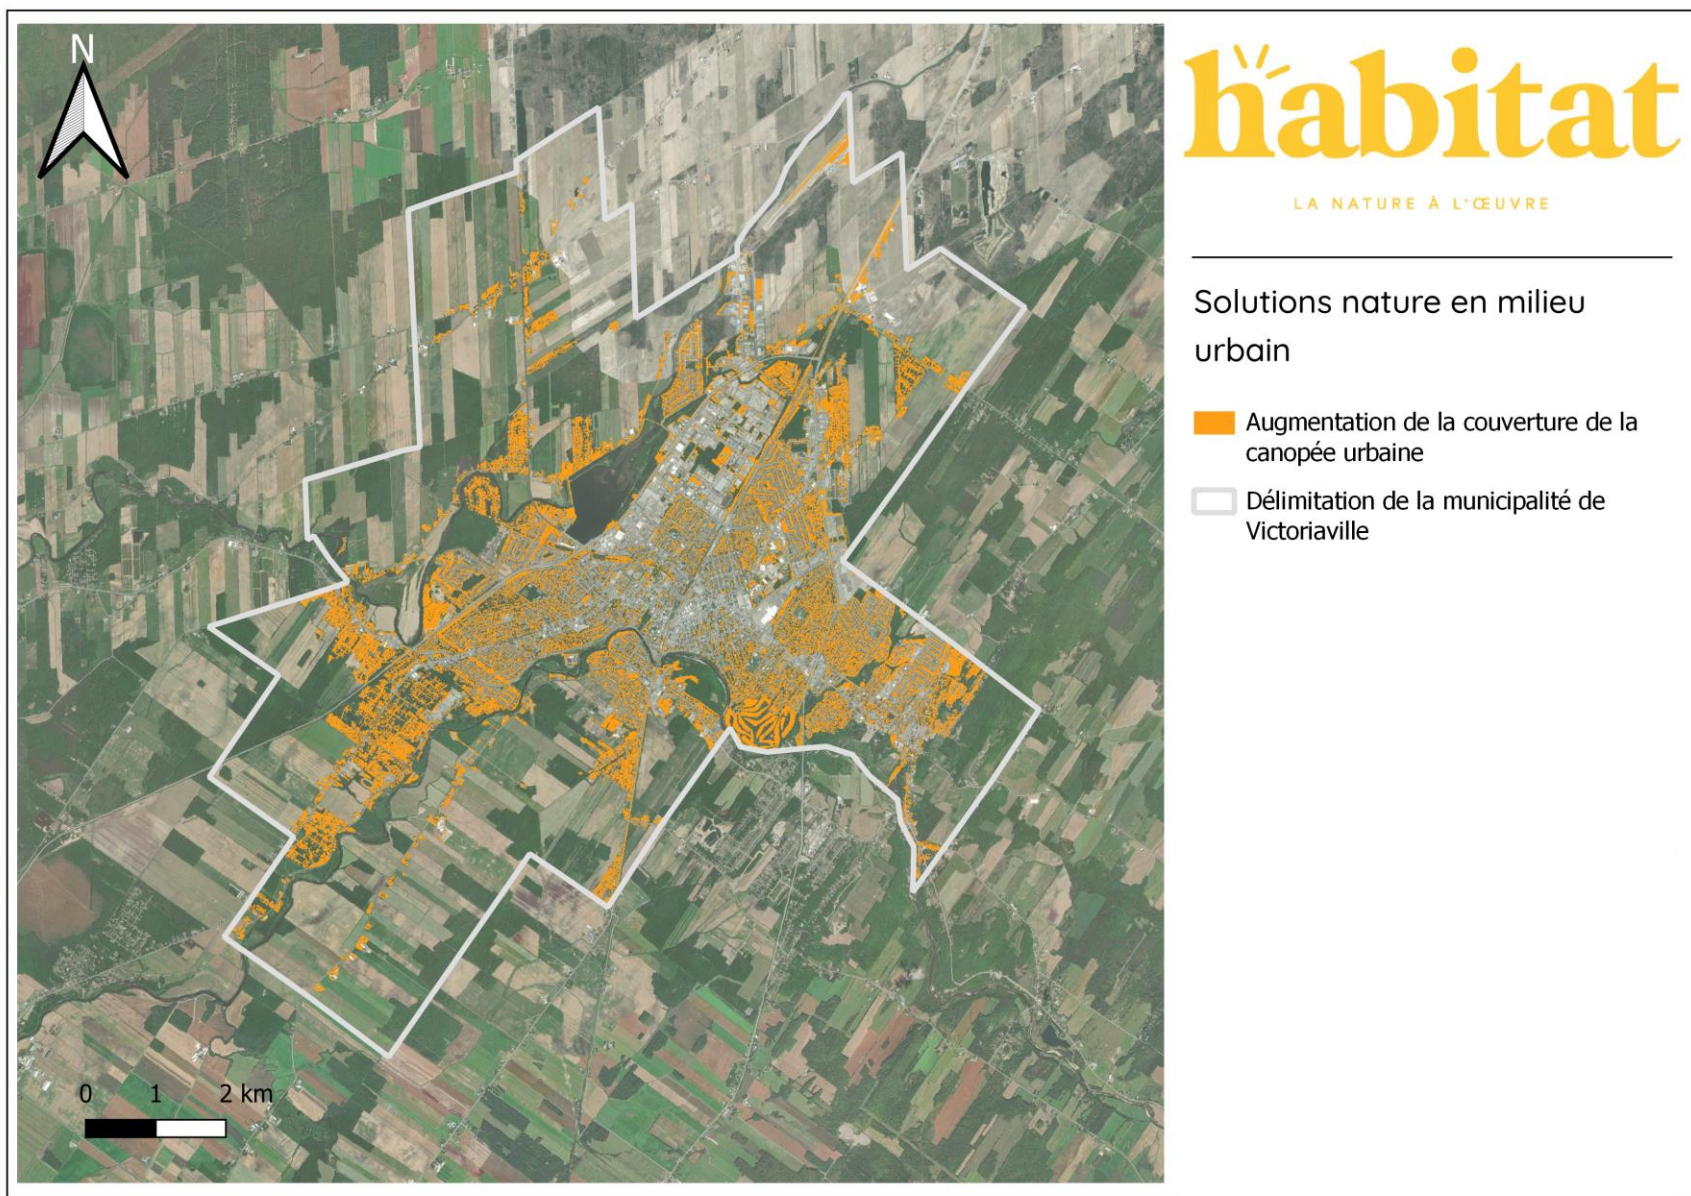 N
habitat
LA NATURE À L'ŒUVRE
Solutions nature en milieu
urbain
Augmentation de la couverture de la
canopée urbaine
Délimitation de la municipalité de
Victoriaville
0 1 2 km